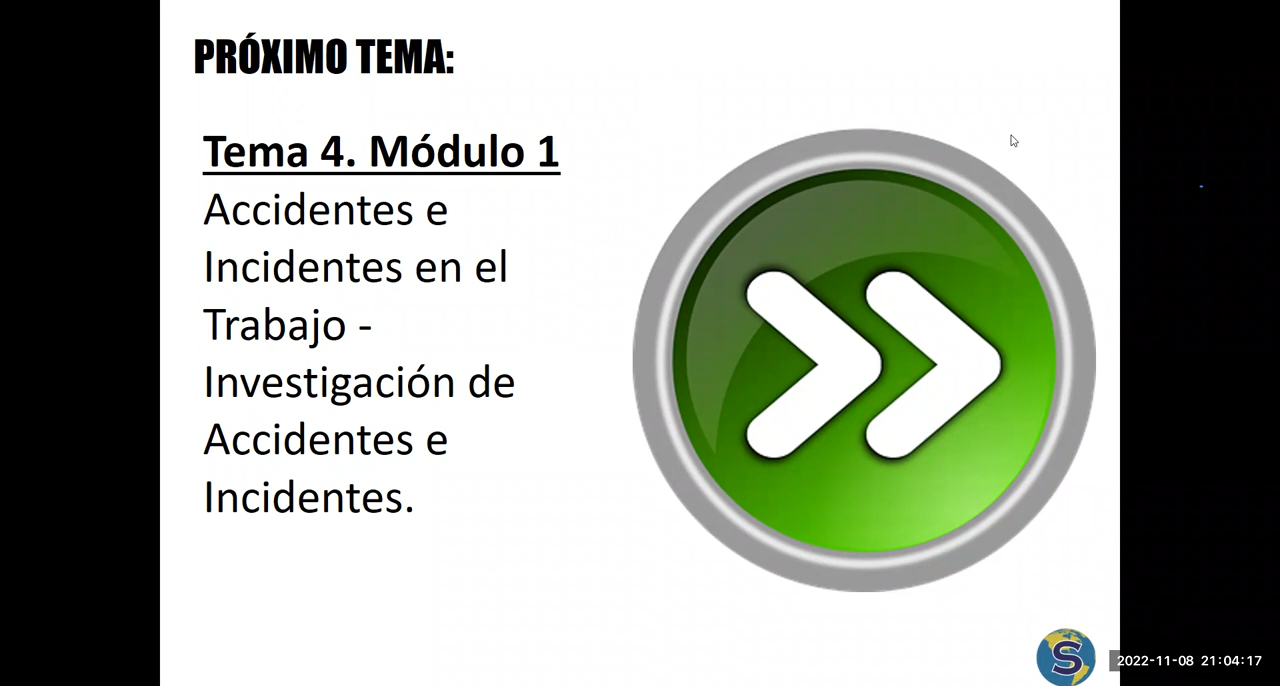 PRÓXIMO TEMA:
Tema 4. Módulo 1
Accidentes e
Incidentes en el
Trabajo -
Investigación de
Accidentes e
Incidentes.
S
2022-11-08 21:04:17